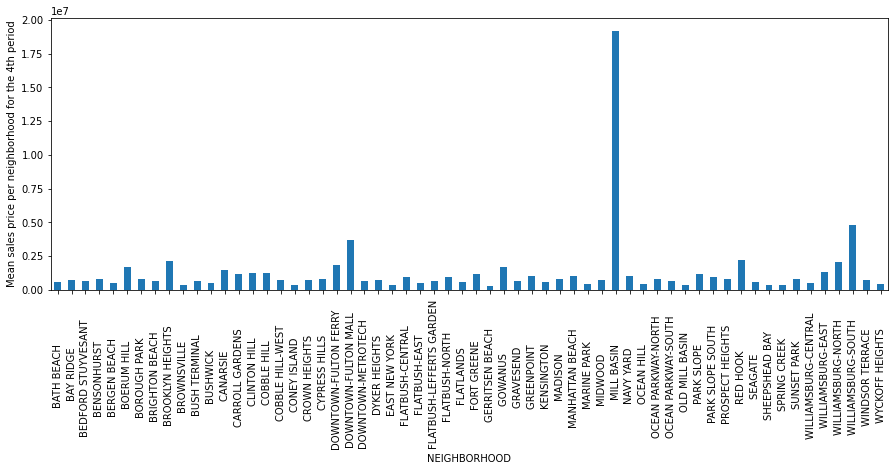 1e7
Mean sales price per neighborhood for the 4th period
2.00
1.75
1.50
1.25
1.00
0.75
0.50
0.25
0.00
BATH BEACH
BAY RIDGE
BEDFORD STUYVESANT
BENSONHURST
BERGEN BEACH
BOERUM HILL
BOROUGH PARK
BRIGHTON BEACH
BROOKLYN HEIGHTS
BROWNSVILLE
BUSH TERMINAL
BUSHWICK
CANARSIE
CARROLL GARDENS
CLINTON HILL
COBBLE HILL
COBBLE HILL-WEST
CONEY ISLAND
CROWN HEIGHTS
CYPRESS HILLS
DOWNTOWN-FULTON FERRY
DOWNTOWN-FULTON MALL
DOWNTOWN-METROTECH
DYKER HEIGHTS
EAST NEW YORK
FLATBUSH-CENTRAL
FLATBUSH-EAST
FLATBUSH-LEFFERTS GARDEN
FLATBUSH-NORTH
FLATLANDS
FORT GREENE
GERRITSEN BEACH
GOWANUS
GRAVESEND
GREENPOINT
KENSINGTON
MADISON
MANHATTAN BEACH
MARINE PARK
MIDWOOD
MILL BASIN
NAVY YARD
OCEAN HILL
OCEAN PARKWAY-NORTH
OCEAN PARKWAY-SOUTH
OLD MILL BASIN
PARK SLOPE
PARK SLOPE SOUTH
PROSPECT HEIGHTS
RED HOOK
SEAGATE
SHEEPSHEAD BAY
SPRING CREEK
SUNSET PARK
WILLIAMSBURG-CENTRAL
WILLIAMSBURG-EAST
WILLIAMSBURG-NORTH
WILLIAMSBURG-SOUTH
WINDSOR TERRACE
WYCKOFF HEIGHTS
NEIGHBORHOOD